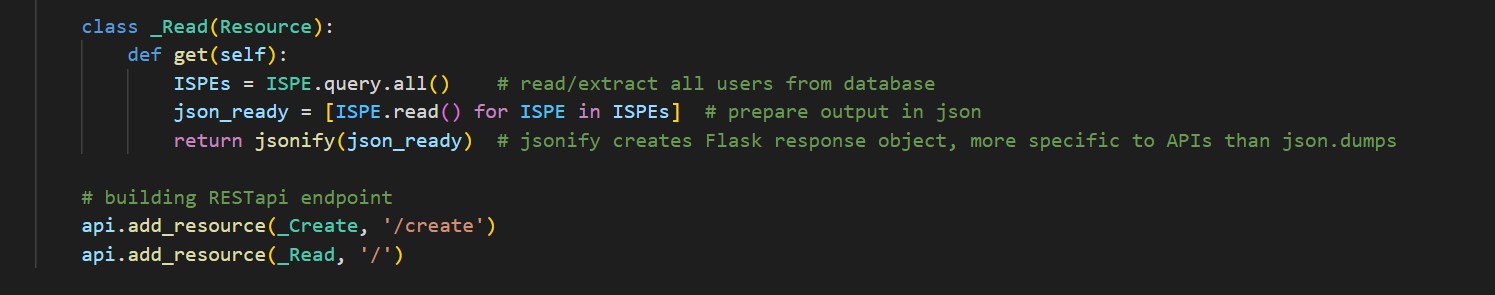 class _Read(Resource):
def get(self):
ISPEs = ISPE.query.all()    # read/extract all users from database
json_ready = [ISPE.read() for ISPE in ISPEs]  # prepare output in json
return jsonify(json_ready)  # jsonify creates Flask response object, more specific to APIs than json.dumps
# building RESTapi endpoint
api.add_resource(_Create, '/create')
api.add_resource(_Read, '/')